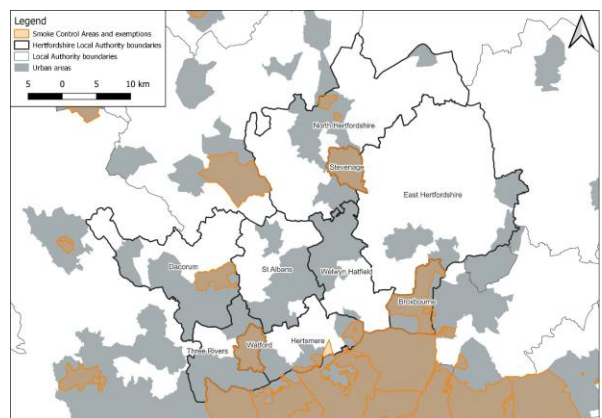 Legend
Smoke Control Areas and exemptions
Hertfordshire Local Authority boundaries
Local Authority boundaries
Urban areas
5 0 5 10 km
North Hertfordshire
Stevenage
East Hertfordshire
Dacorum
St Albans
Welwyn Hatfield
Broxbourne
Three Rivers
Watford
Hertsmere